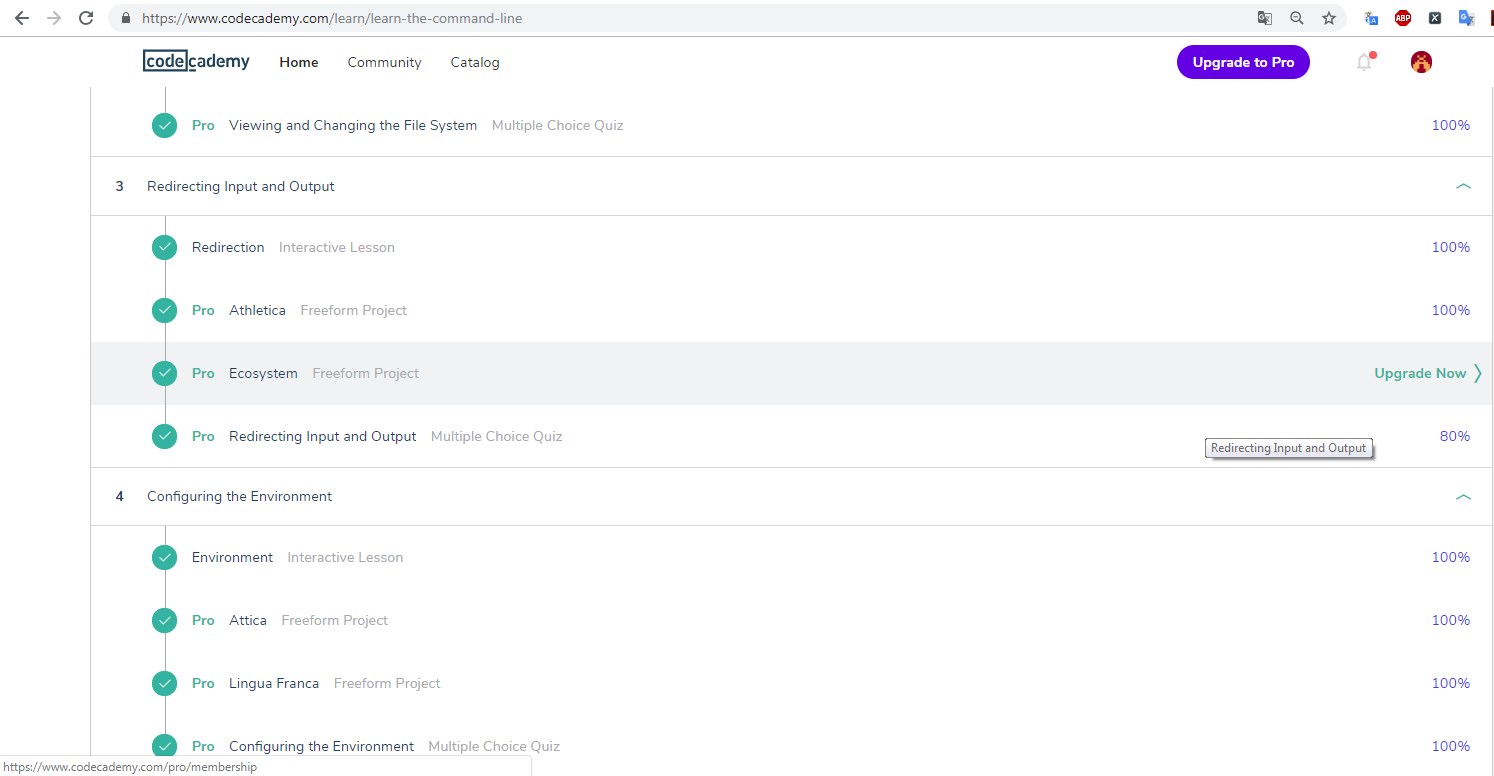 https://www.codecademy.com/learn/learn-the-command-line
ABP
codecademy Home Community Catalog Upgrade to Pro
Pro Viewing and Changing the File System Multiple Choice Quiz 100%
3 Redirecting Input and Output
Redirection Interactive Lesson 100%
Pro Athletica Freeform Project 100%
Pro Ecosystem Freeform Project Upgrade Now
Pro Redirecting Input and Output Multiple Choice Quiz 80%
Redirecting Input and Output
4 Configuring the Environment
Environment Interactive Lesson 100%
Pro Attica Freeform Project 100%
Pro Lingua Franca Freeform Project 100%
Pro Configuring the Environment Multiple Choice Quiz 100%
https://www.codecademy.com/pro/membership